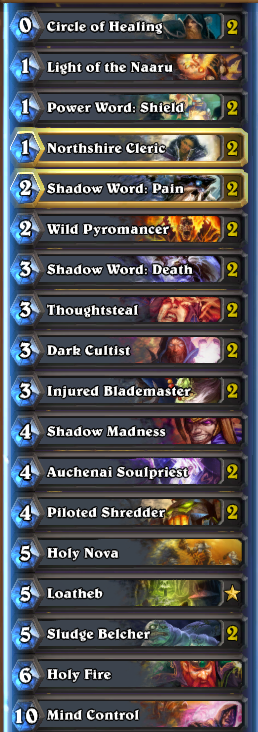 0 Circle of Healing 2
1 Light of the Naaru
1 Power Word: Shield 2
1 Northshire Cleric 2
2 Shadow Word: Pain 2
2 Wild Pyromancer 2
3 Shadow Word: Death 2
3 Thoughtsteal 2
3 Dark Cultist 2
3 Injured Blademaster 2
4 Shadow Madness
4 Auchenai Soulpriest 2
4 Piloted Shredder 2
5 Holy Nova
5 Loatheb
5 Sludge Belcher 2
6 Holy Fire
10 Mind Control